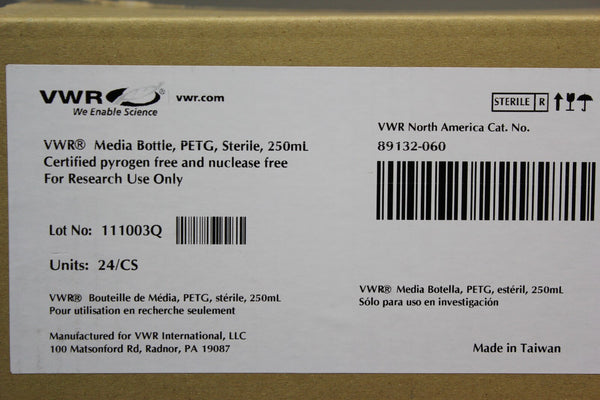 VWR® vwr.com
We Enable Science
STERILE R
VWR® Media Bottle, PETG, Sterile, 250mL
Certified pyrogen free and nuclease free
For Research Use Only
VWR North America Cat. No.
89132-060
Lot No: 111003Q
Units: 24/CS
VWR® Bouteille de Média, PETG, stérile, 250mL
Pour utilisation en recherche seulement
VWR® Media Botella, PETG, estéril, 250mL
Sólo para uso en investigación
Manufactured for VWR International, LLC
100 Matsonford Rd, Radnor, PA 19087
Made in Taiwan